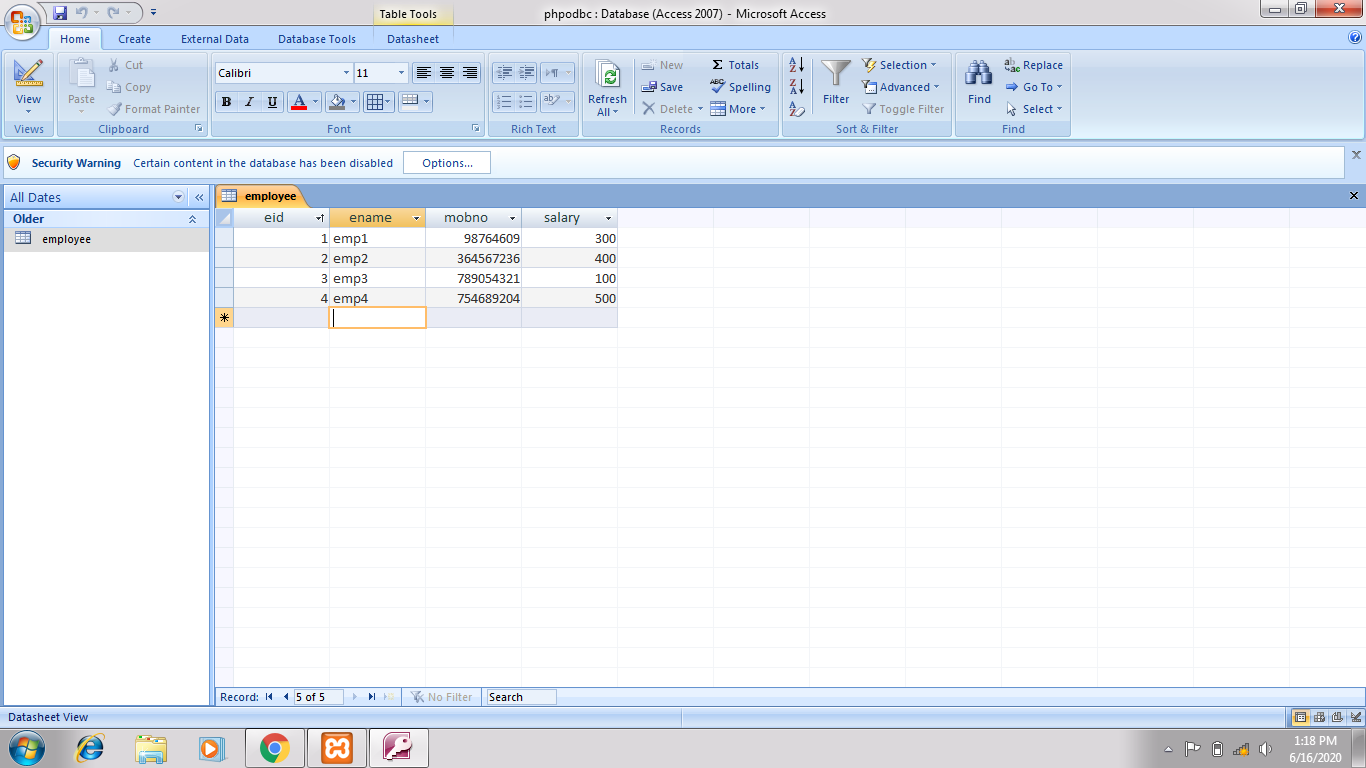 Table Tools
phpodbc : Database (Access 2007) - Microsoft Access
Home Create External Data Database Tools Datasheet
View
Views
Paste
Cut
Copy
Format Painter
Clipboard
Calibri 11
B I U A
Font
Rich Text
Refresh All
New
Save
Delete
Totals
Spelling
More
Records
Filter
Selection
Advanced
Toggle Filter
Sort & Filter
Find
Replace
Go To
Select
Find
Security Warning Certain content in the database has been disabled Options...
All Dates
Older
employee
employee
eid ename mobno salary
1 emp1 98764609 300
2 emp2 364567236 400
3 emp3 789054321 100
4 emp4 754689204 500
Record: 5 of 5 No Filter Search
Datasheet View
1:18 PM
6/16/2020